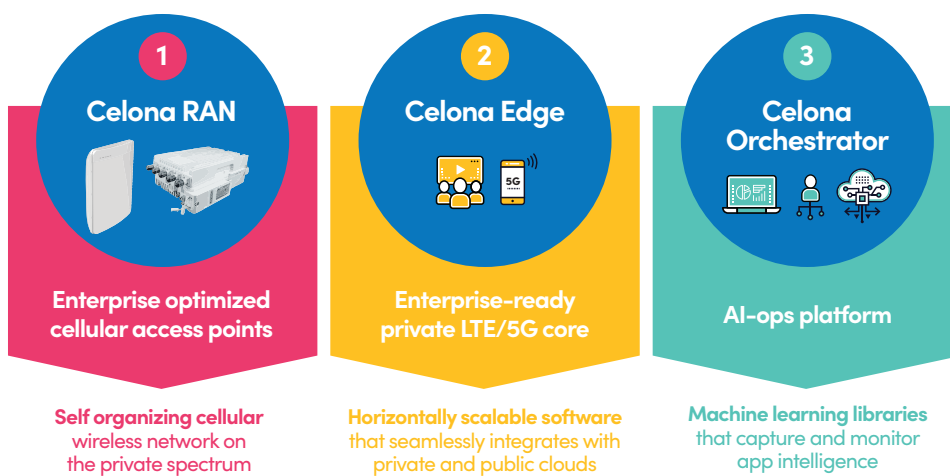 1
Celona RAN
Enterprise optimized
cellular access points
Self organizing cellular
wireless network on
the private spectrum
2
Celona Edge
5G
Enterprise-ready
private LTE/5G core
Horizontally scalable software
that seamlessly integrates with
private and public clouds
3
Celona
Orchestrator
AI-ops platform
Machine learning libraries
that capture and monitor
app intelligence